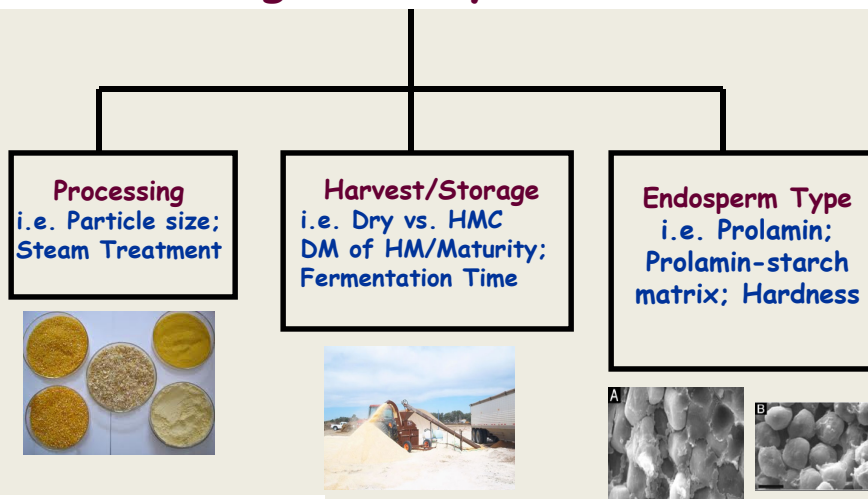 Processing
i.e. Particle size;
Steam Treatment
Harvest/Storage
i.e. Dry vs. HMC
DM of HM/Maturity;
Fermentation Time
Endosperm Type
i.e. Prolamin;
Prolamin-starch
matrix; Hardness
A
B